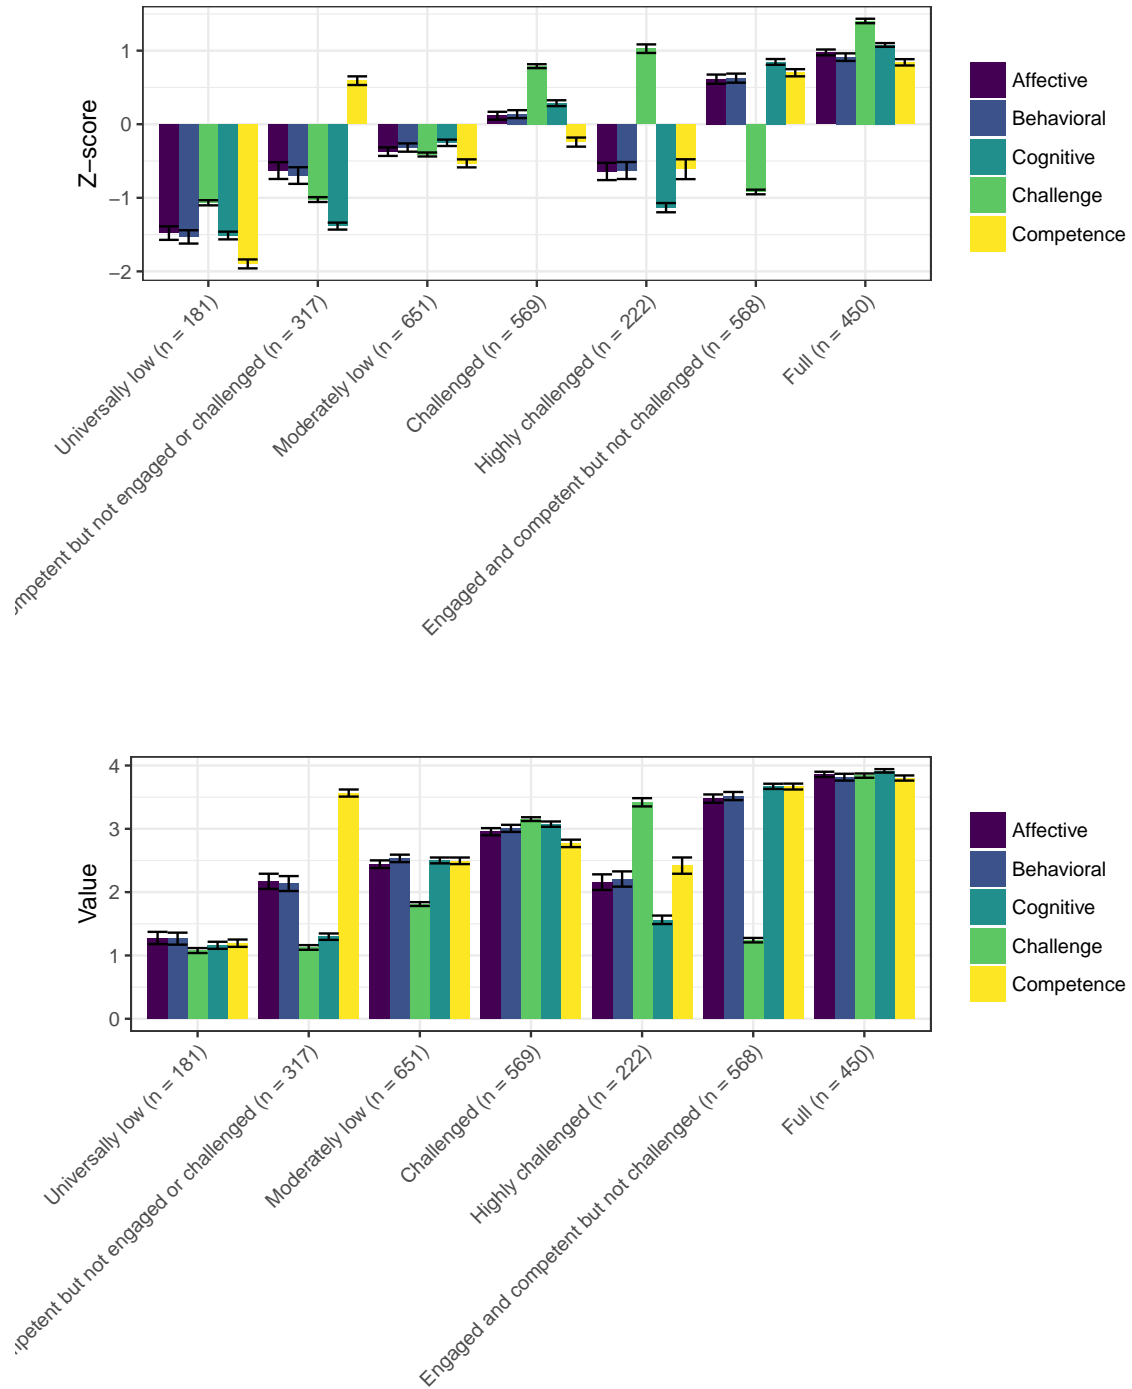 Z−score
1
0
−1
−2
Universally low (n = 181)
but not engaged or challenged (n = 317)
Moderately low (n = 651)
Challenged (n = 569)
Highly challenged (n = 222)
Engaged and competent but not challenged (n = 568)
Full (n = 450)
Affective
Behavioral
Cognitive
Challenge
Competence
Value
4
3
2
1
0
Universally low (n = 181)
but not engaged or challenged (n = 317)
Moderately low (n = 651)
Challenged (n = 569)
Highly challenged (n = 222)
Engaged and competent but not challenged (n = 568)
Full (n = 450)
Affective
Behavioral
Cognitive
Challenge
Competence